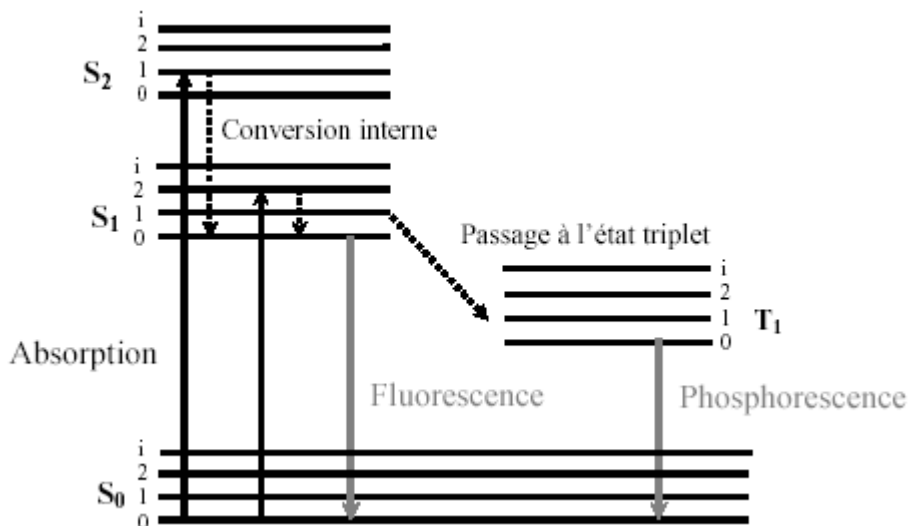 i
2
S₂ 1
0
Conversion interne
i
2
S₁ 1
0
Passage à l'état triplet
i
2
1 T₁
0
Absorption
Fluorescence
Phosphorescence
i
2
S₀ 1
0